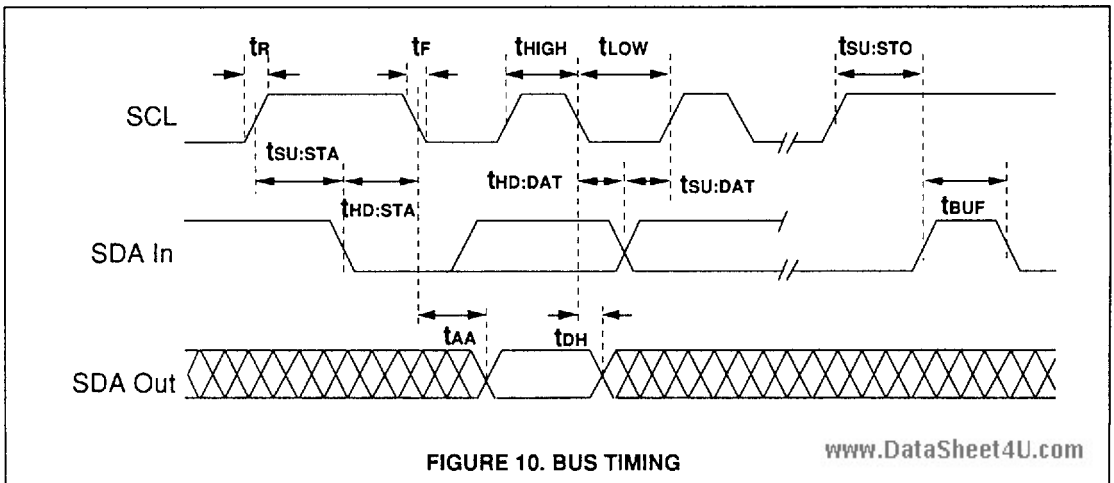 tR tF tHIGH tLOW tSU:STO
SCL
tSU:STA
tHD:DAT tSU:DAT
tHD:STA tBUF
SDA In
tAA tDH
SDA Out
FIGURE 10. BUS TIMING
www.DataSheet4U.com